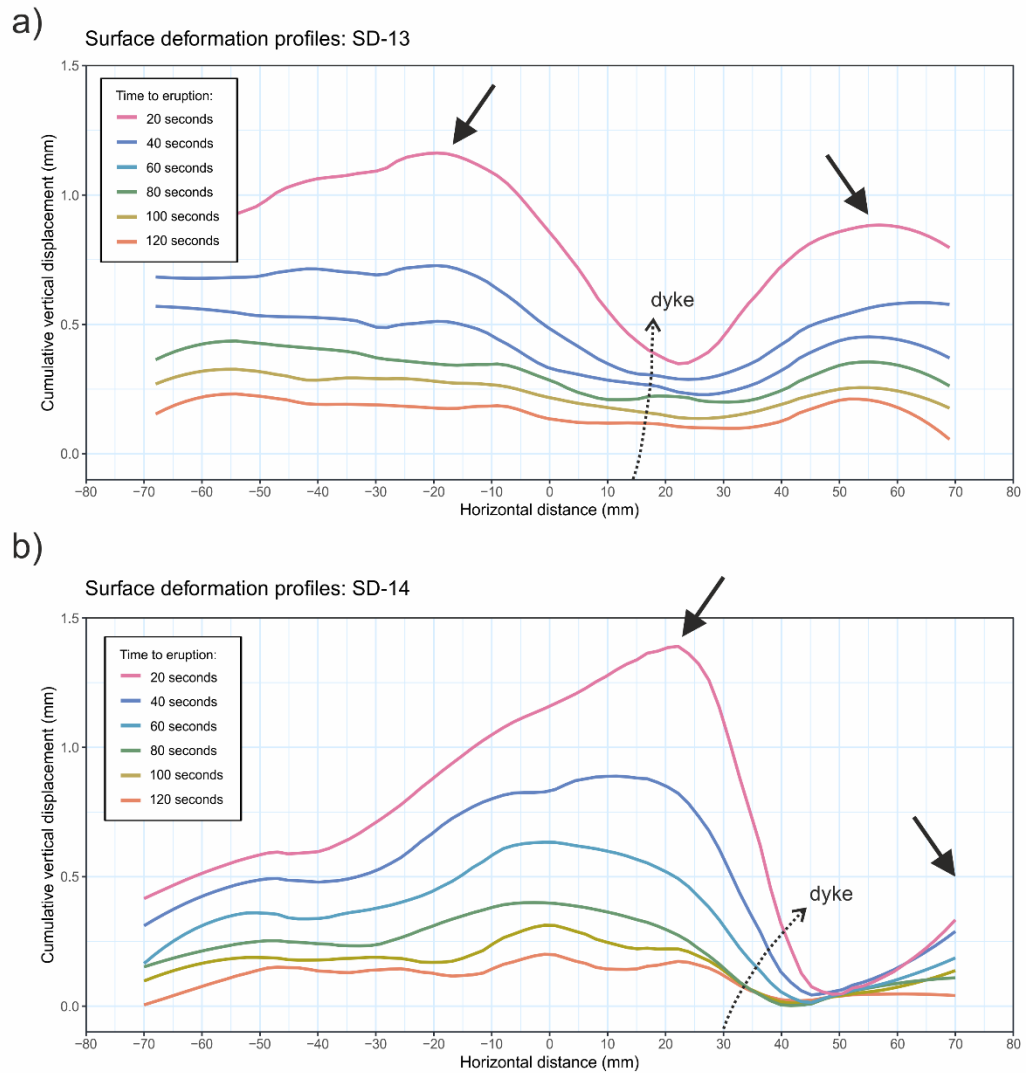 a)
Surface deformation profiles: SD-13
Cumulative vertical displacement (mm)
1.5
1.0
0.5
0.0
Time to eruption:
20 seconds
40 seconds
60 seconds
80 seconds
100 seconds
120 seconds
dyke
−80 −70 −60 −50 −40 −30 −20 −10 0 10 20 30 40 50 60 70 80
Horizontal distance (mm)
b)
Surface deformation profiles: SD-14
Cumulative vertical displacement (mm)
1.5
1.0
0.5
0.0
Time to eruption:
20 seconds
40 seconds
60 seconds
80 seconds
100 seconds
120 seconds
dyke
−80 −70 −60 −50 −40 −30 −20 −10 0 10 20 30 40 50 60 70 80
Horizontal distance (mm)